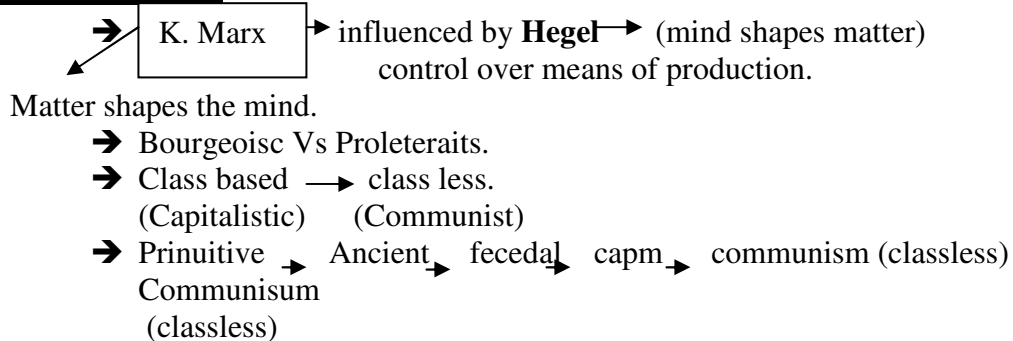 ➔ K. Marx → influenced by Hegel → (mind shapes matter)
control over means of production.
Matter shapes the mind.
➔ Bourgeoisc Vs Proleteraits.
➔ Class based → class less.
(Capitalistic) (Communist)
➔ Prinuitive → Ancient → fecedal → capm → communism (classless)
Communisum
(classless)